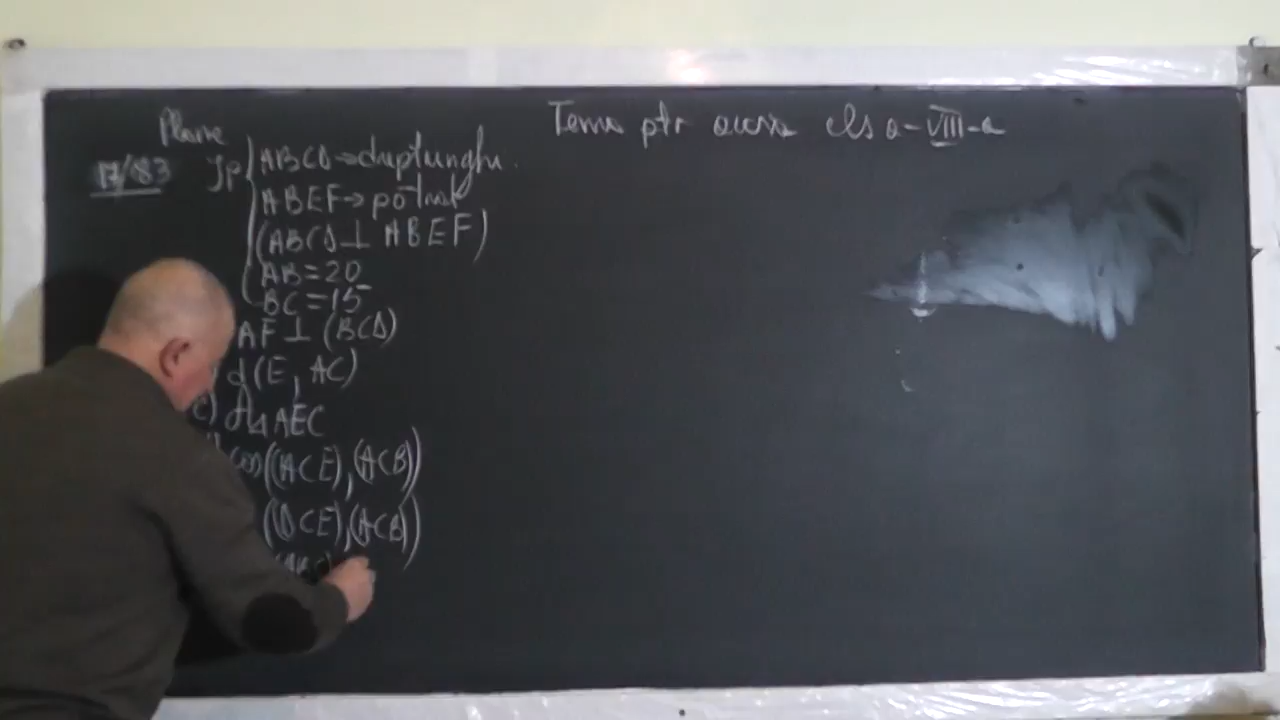 Tema ptr acasa cls a-VIII-a
Plane
17/83 Ip ABCD→dreptunghi.
ABEF→pătrat
(ABCD⊥ABEF)
AB=20
BC=15
AF⊥(BCD)
d(E, AC)
c) AEC
cos((ACE),(ACB))
((DCE),(ACB))